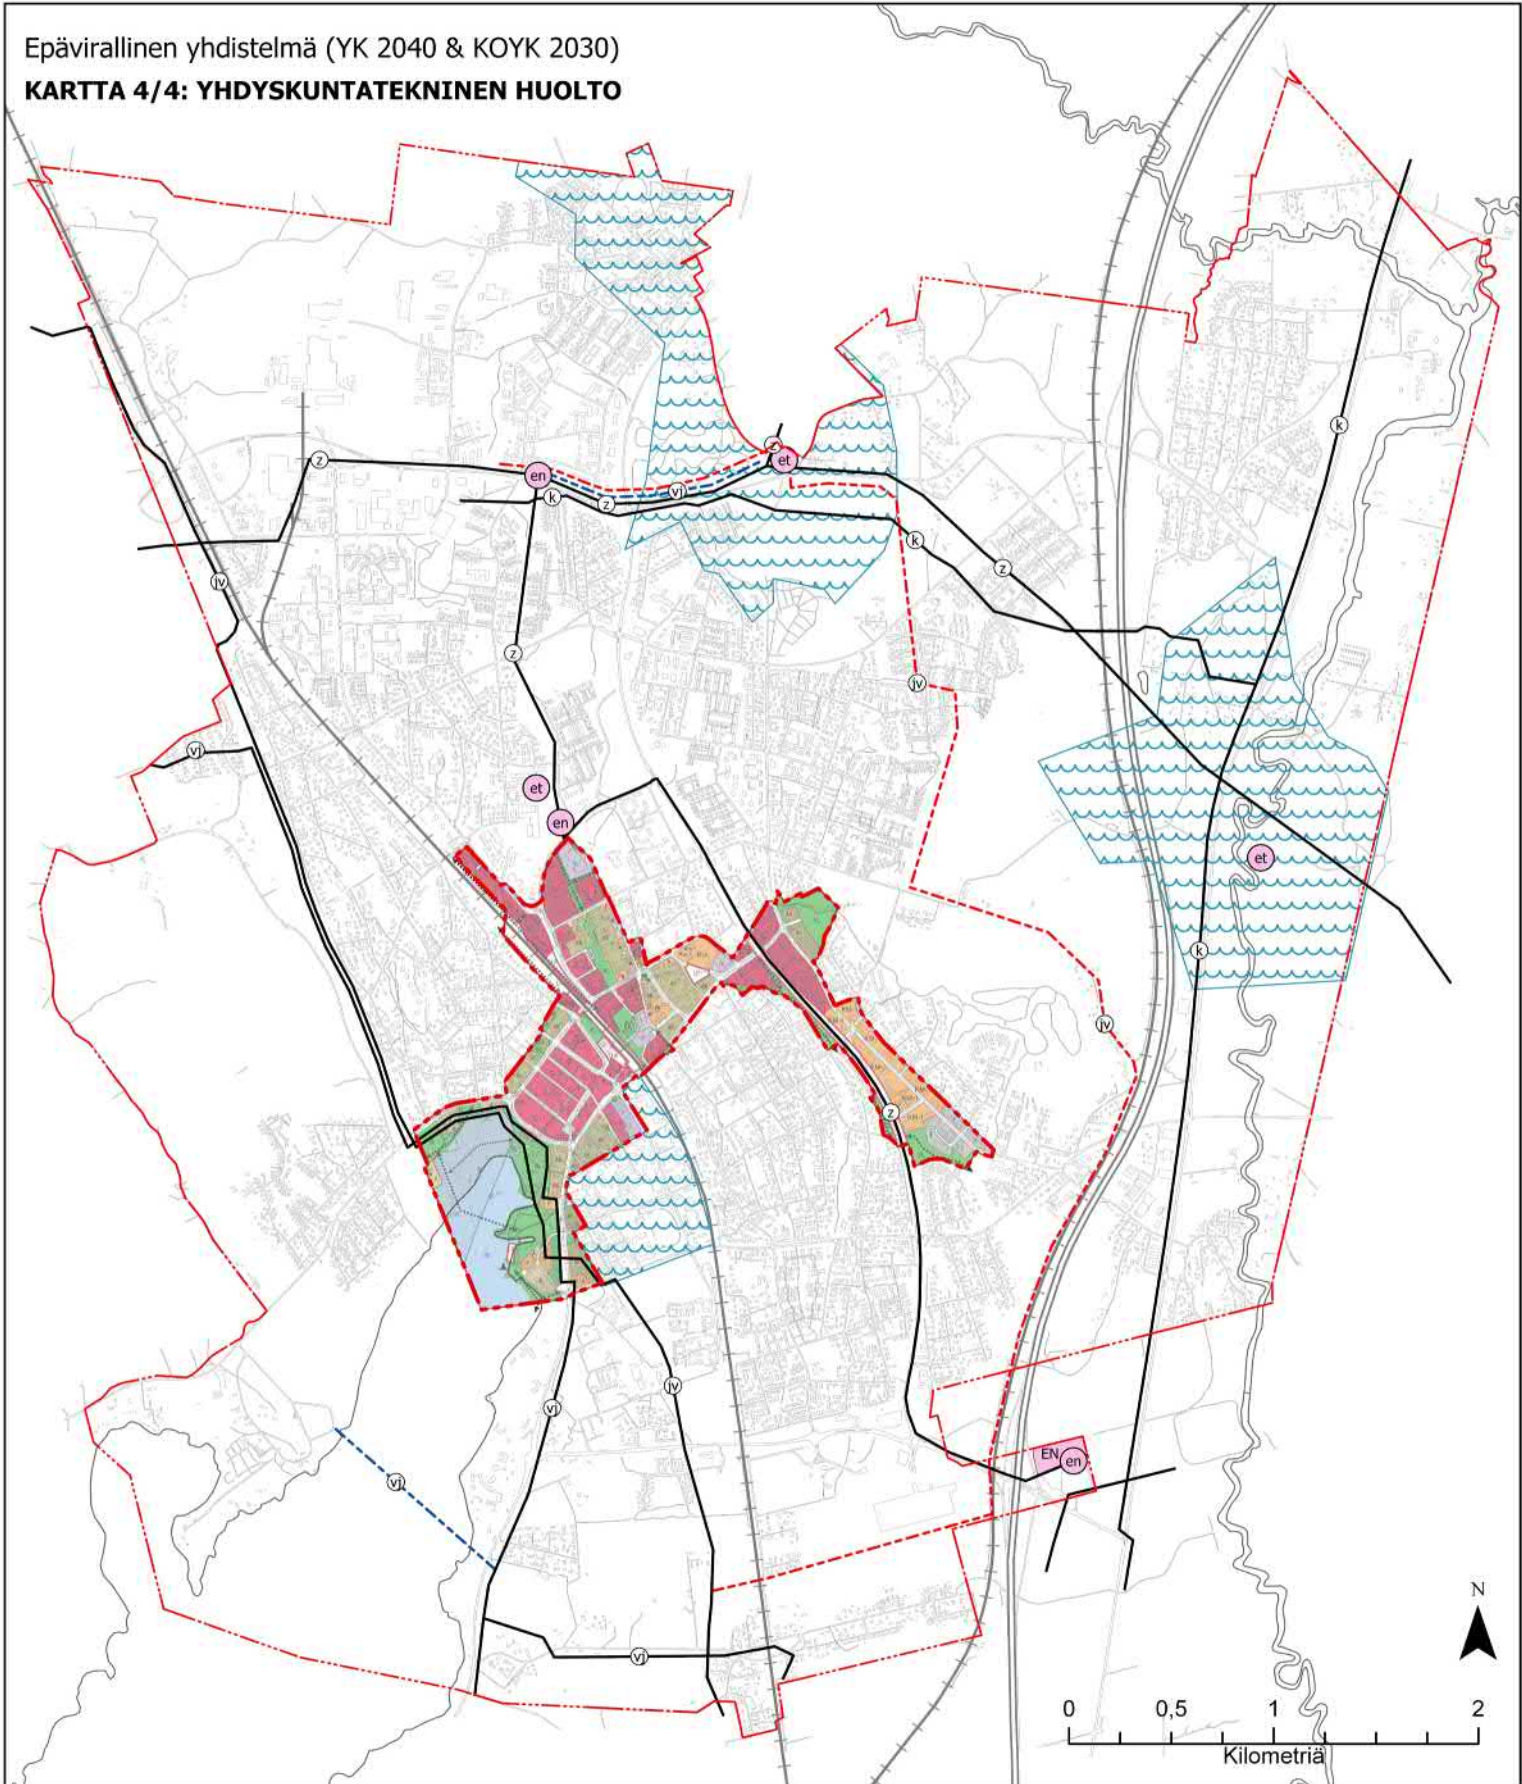 Epävirallinen yhdistelmä (YK 2040 & KOYK 2030)
KARTTA 4/4: YHDYSKUNTATEKNINEN HUOLTO
k
z
z
et
en
vj
k
z
k
z
jv
z
jv
vj
et
en
et
k
jv
z
jv
vj
EN
en
vj
vj
N
0 0,5 1 2
Kilometriä